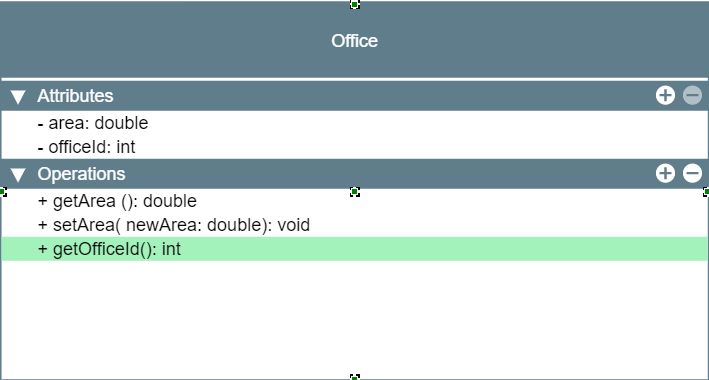 Office
Attributes
- area: double
- officeId: int
Operations
+ getArea (): double
+ setArea( newArea: double): void
+ getOfficeId(): int